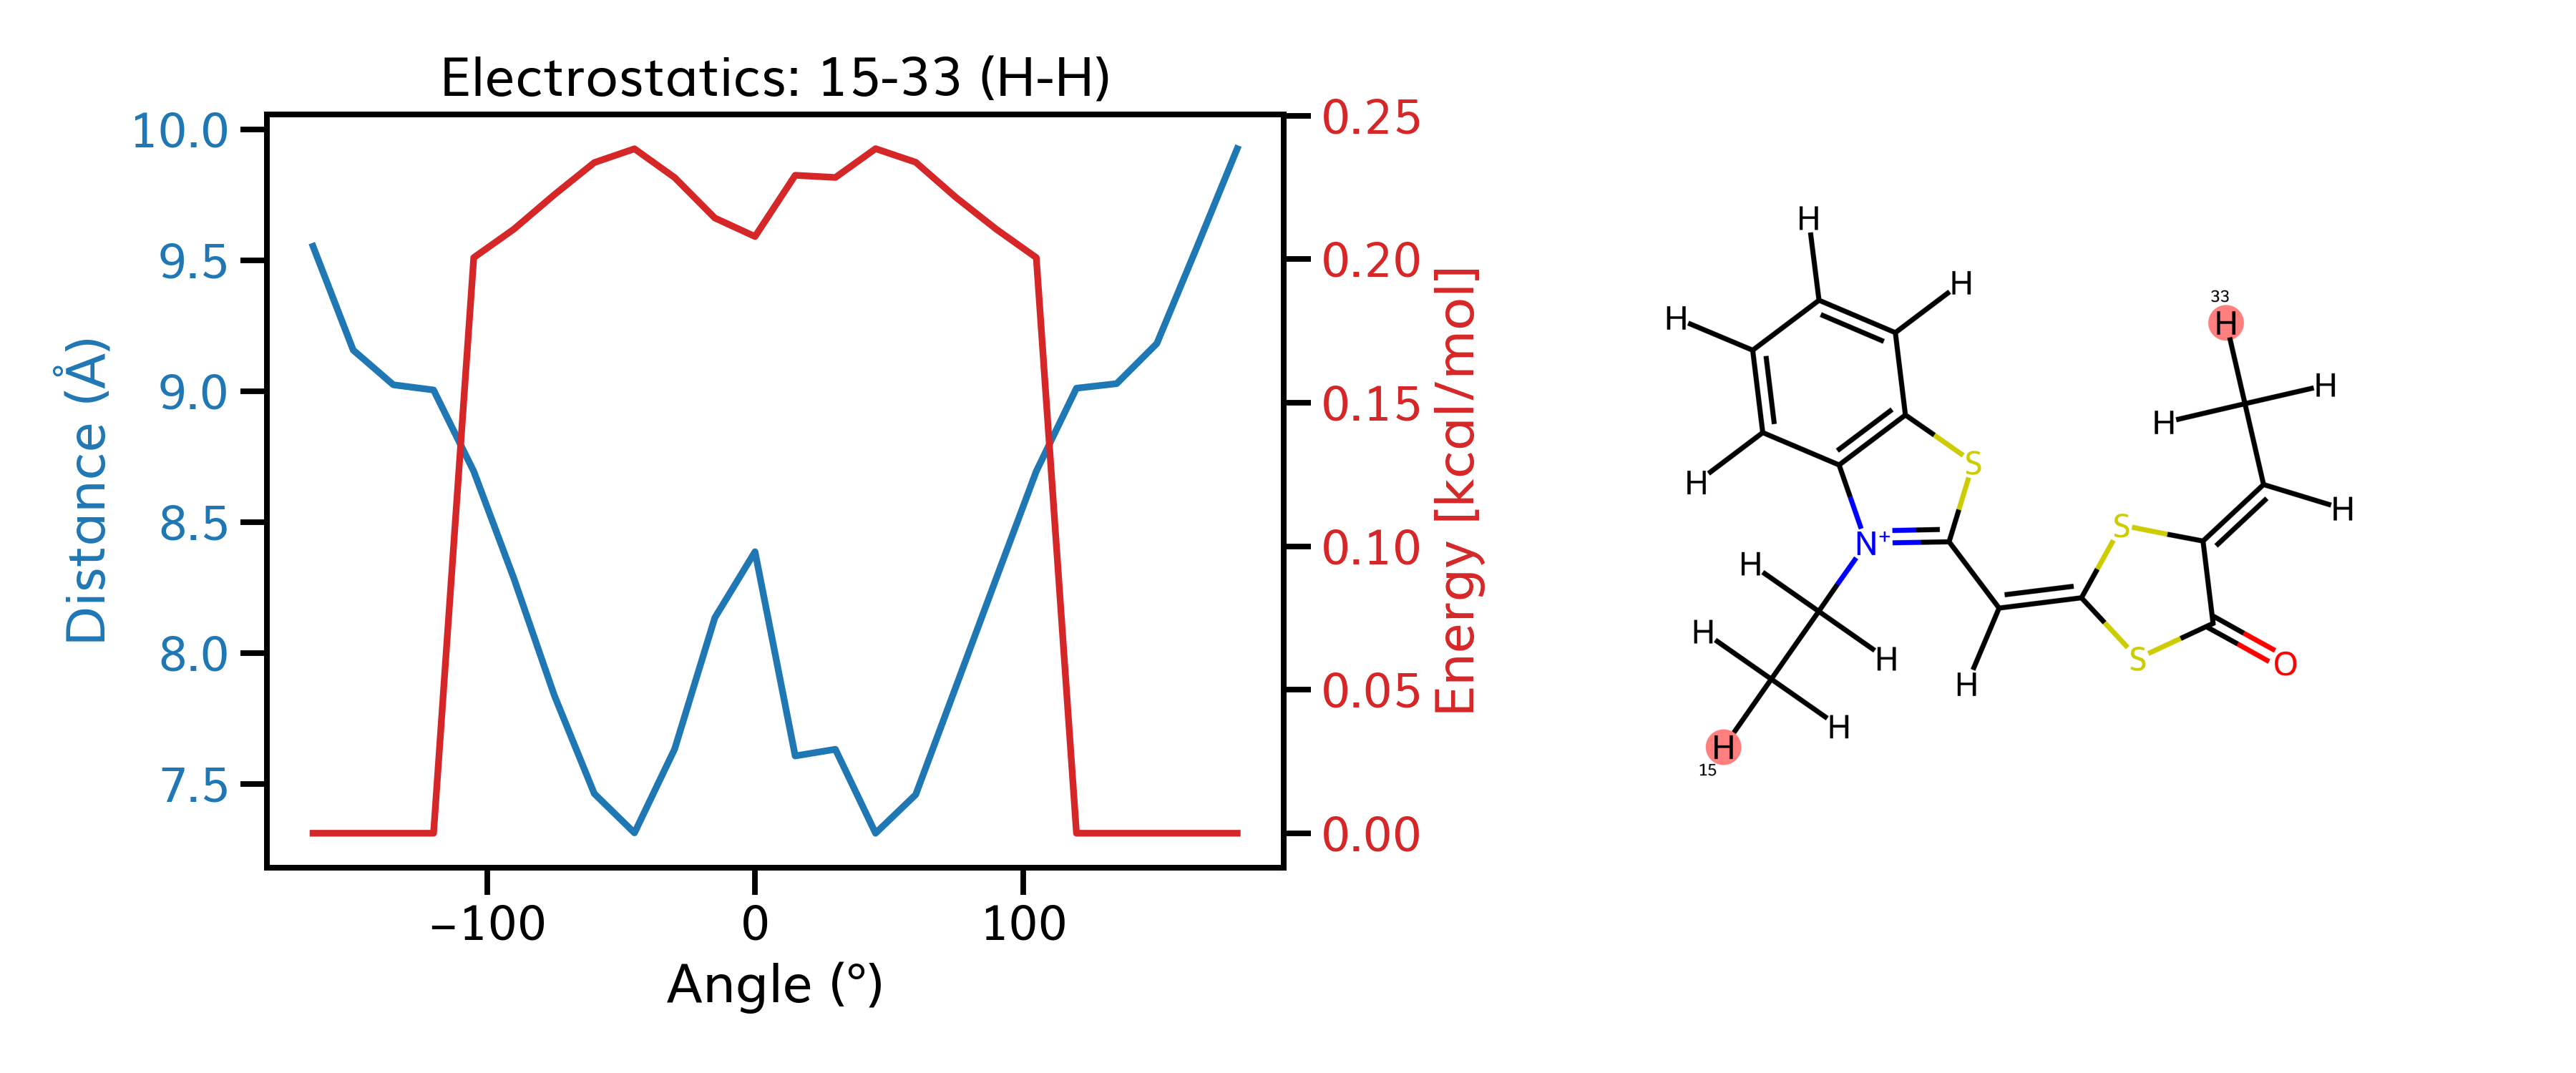 Electrostatics: 15-33 (H-H)
10.0
9.5
9.0
8.5
8.0
7.5
Distance (Å)
0.25
0.20
0.15
0.10
0.05
0.00
Energy [kcal/mol]
−100
0
100
Angle (°)
H
H
H
33
H
H
H
S
H
H
S
N+
H
H
H
S
O
H
H
H
H
15